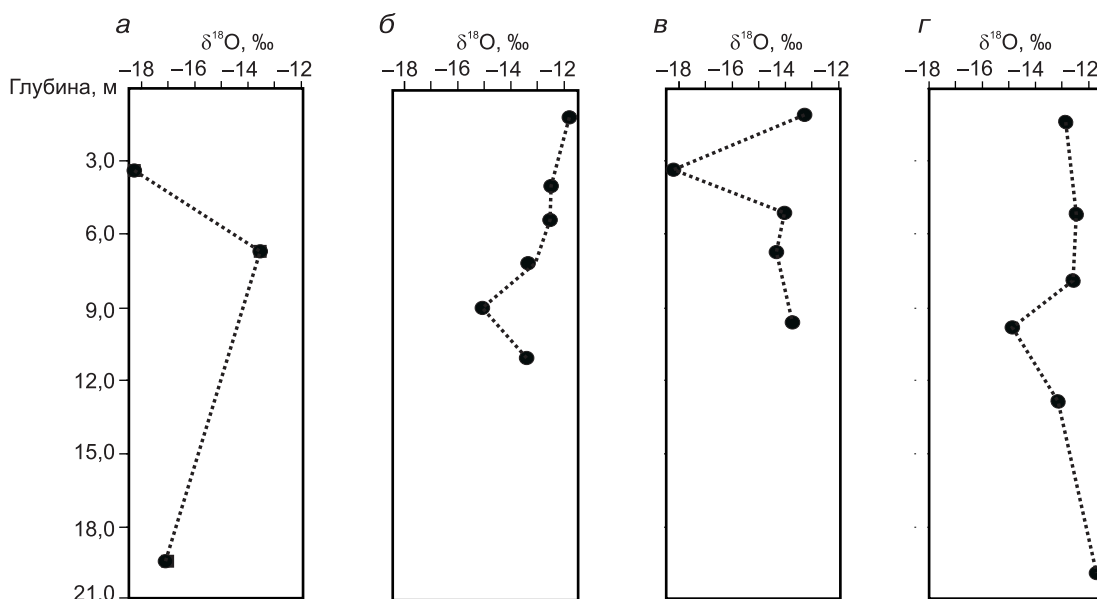 а б в г
δ¹⁸O, ‰ δ¹⁸O, ‰ δ¹⁸O, ‰ δ¹⁸O, ‰
–18 –16 –14 –12 –18 –16 –14 –12 –18 –16 –14 –12 –18 –16 –14 –12
Глубина, м
3,0
6,0
9,0
12,0
15,0
18,0
21,0